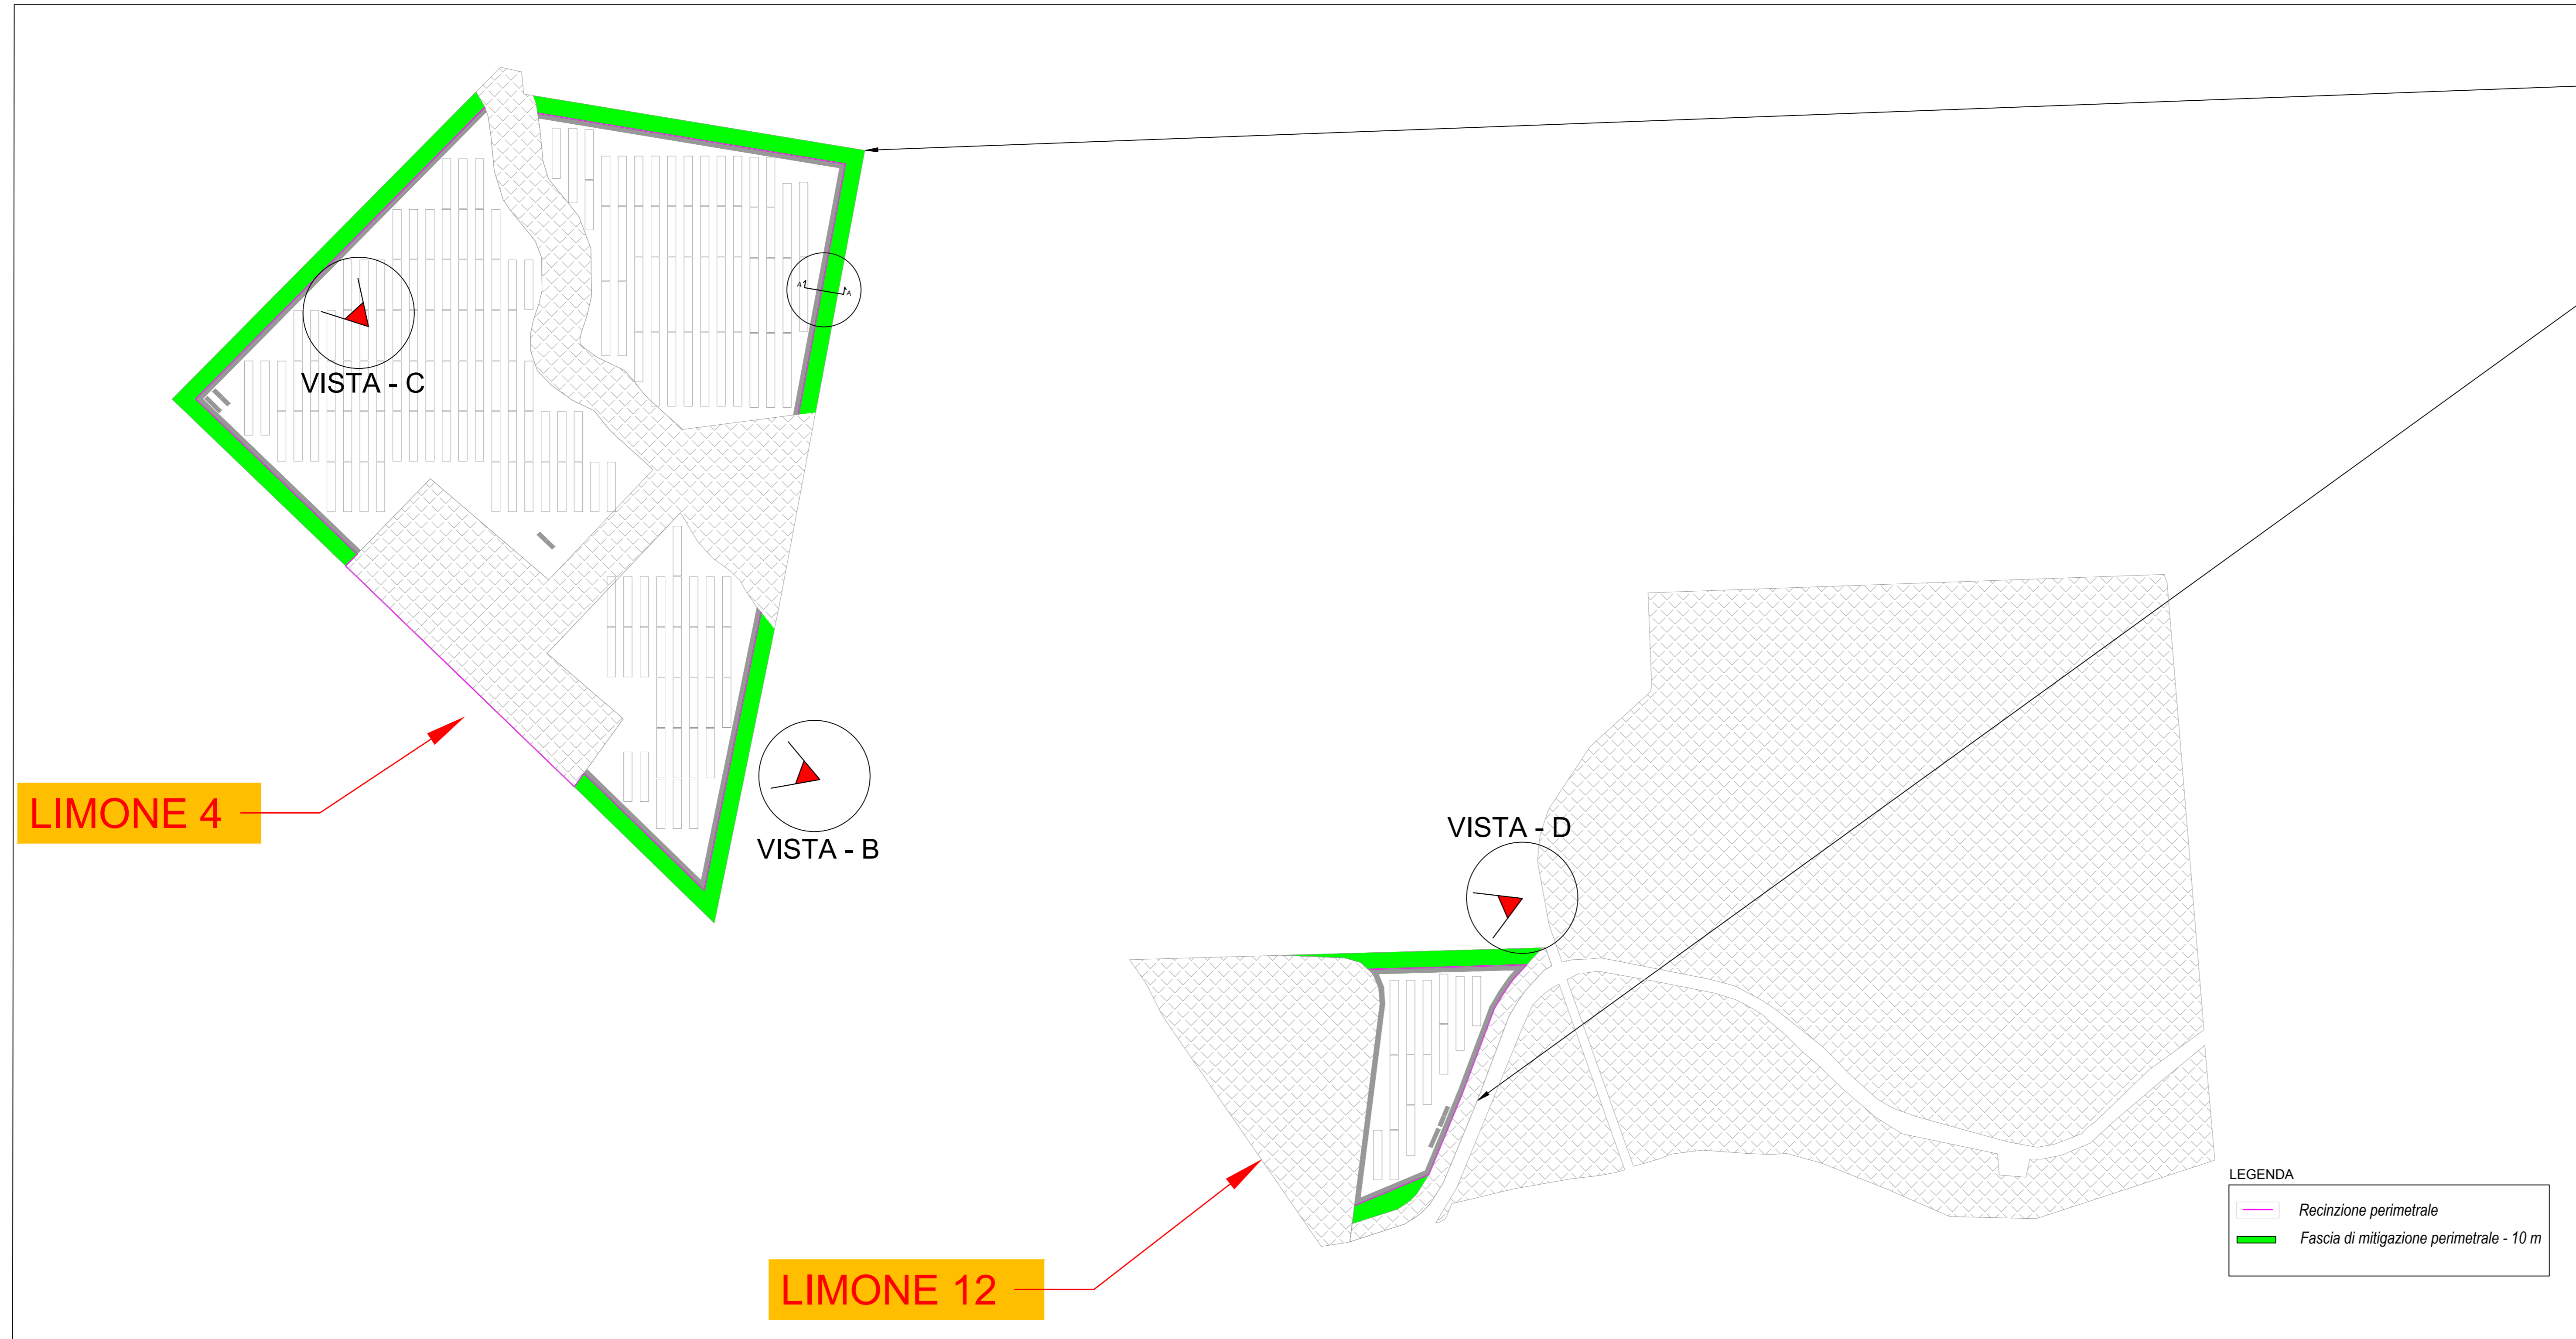 A
A
VISTA - C
LIMONE 4
VISTA - B
VISTA - D
LIMONE 12
LEGENDA
Recinzione perimetrale
Fascia di mitigazione perimetrale - 10 m